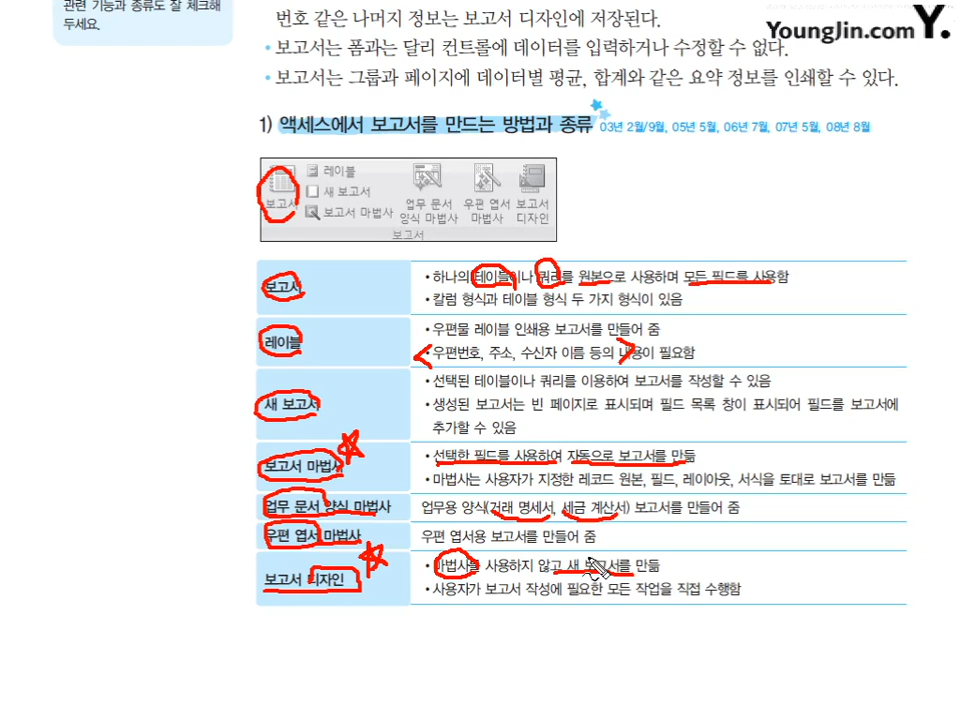 관련 기능과 종류도 잘 체크해
두세요.
번호 같은 나머지 정보는 보고서 디자인에 저장된다.
YoungJin.com Y.
• 보고서는 폼과는 달리 컨트롤에 데이터를 입력하거나 수정할 수 없다.
• 보고서는 그룹과 페이지에 데이터별 평균, 합계와 같은 요약 정보를 인쇄할 수 있다.
1) 액세스에서 보고서를 만드는 방법과 종류 03년 2월/9월, 05년 5월, 06년 7월, 07년 5월, 08년 8월
보고서
레이블
새 보고서
보고서 마법사
업무 문서
양식 마법사
우편 엽서
마법사
보고서
디자인
보고서
보고서
• 하나의 테이블이나 쿼리를 원본으로 사용하며 모든 필드를 사용함
• 칼럼 형식과 테이블 형식 두 가지 형식이 있음
레이블
• 우편물 레이블 인쇄용 보고서를 만들어 줌
• 우편번호, 주소, 수신자 이름 등의 내용이 필요함
새 보고서
• 선택된 테이블이나 쿼리를 이용하여 보고서를 작성할 수 있음
• 생성된 보고서는 빈 페이지로 표시되며 필드 목록 창이 표시되어 필드를 보고서에
추가할 수 있음
보고서 마법사
• 선택한 필드를 사용하여 자동으로 보고서를 만듦
• 마법사는 사용자가 지정한 레코드 원본, 필드, 레이아웃, 서식을 토대로 보고서를 만듦
업무 문서 양식 마법사
업무용 양식(거래 명세서, 세금 계산서) 보고서를 만들어 줌
우편 엽서 마법사
우편 엽서용 보고서를 만들어 줌
보고서 디자인
• 마법사를 사용하지 않고 새 보고서를 만듦
• 사용자가 보고서 작성에 필요한 모든 작업을 직접 수행함